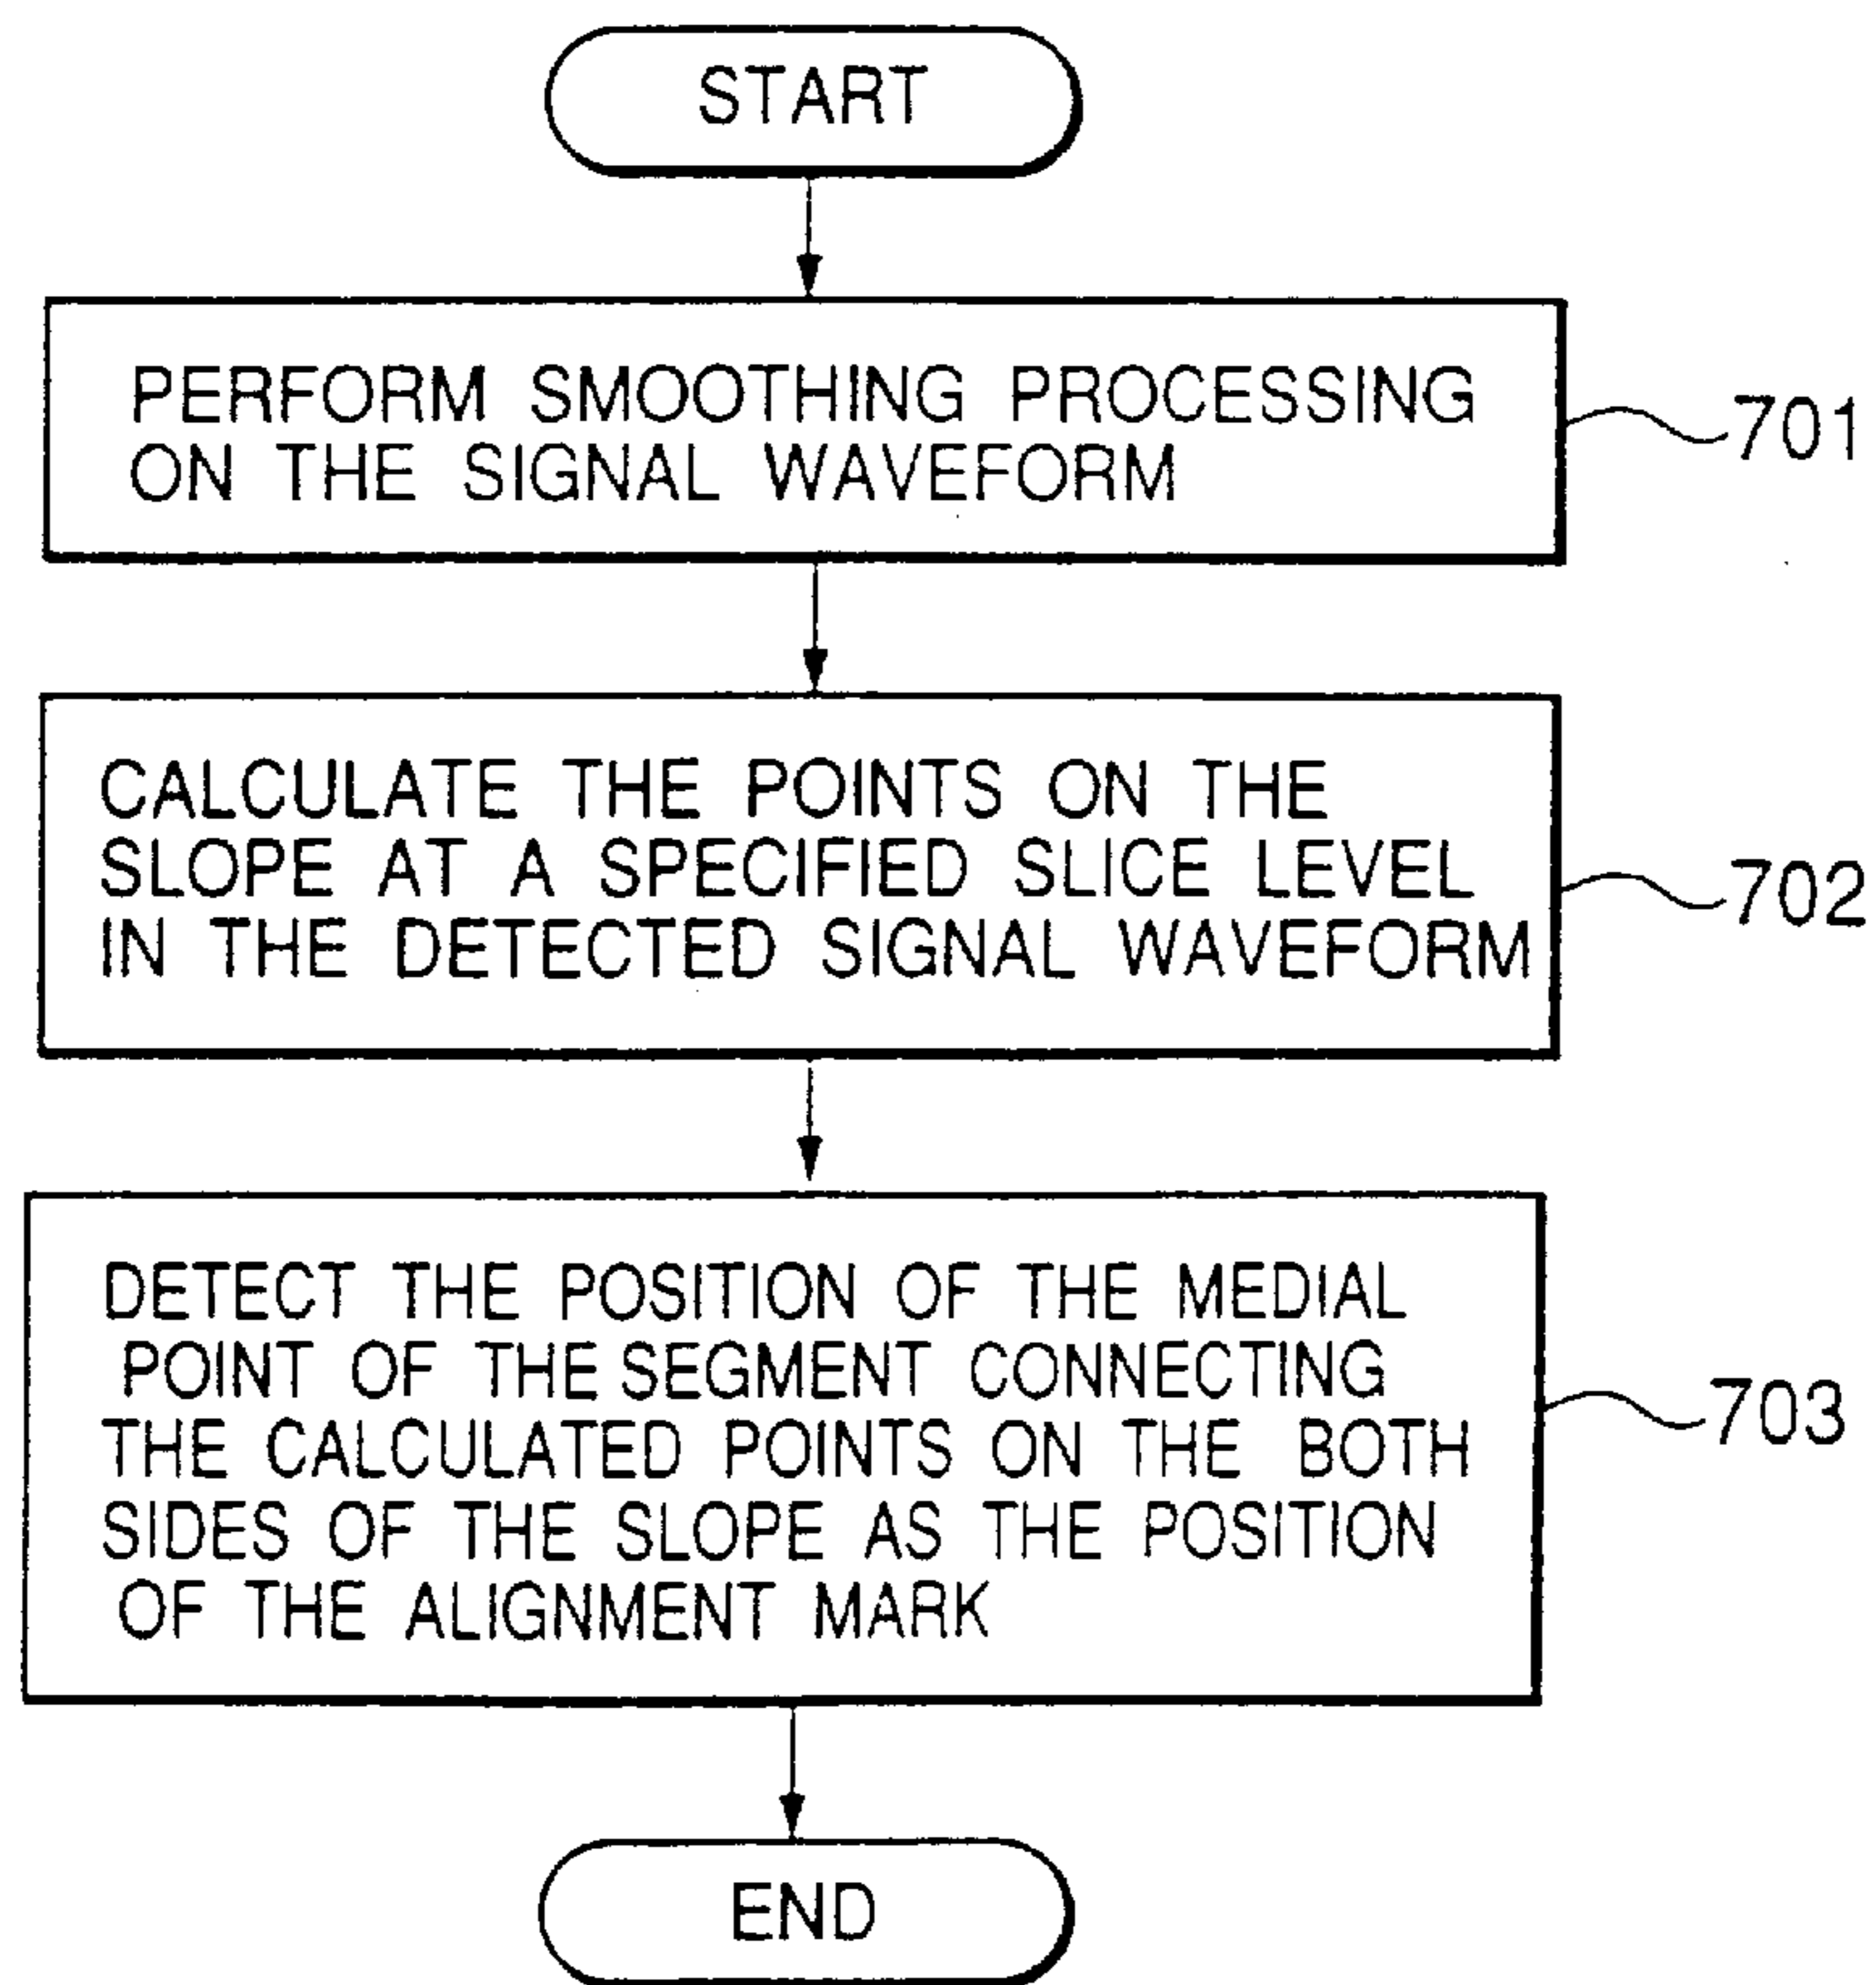 START
PERFORM SMOOTHING PROCESSING
ON THE SIGNAL WAVEFORM
701
CALCULATE THE POINTS ON THE
SLOPE AT A SPECIFIED SLICE LEVEL
IN THE DETECTED SIGNAL WAVEFORM
702
DETECT THE POSITION OF THE MEDIAL
POINT OF THE SEGMENT CONNECTING
THE CALCULATED POINTS ON THE BOTH
SIDES OF THE SLOPE AS THE POSITION
OF THE ALIGNMENT MARK
703
END